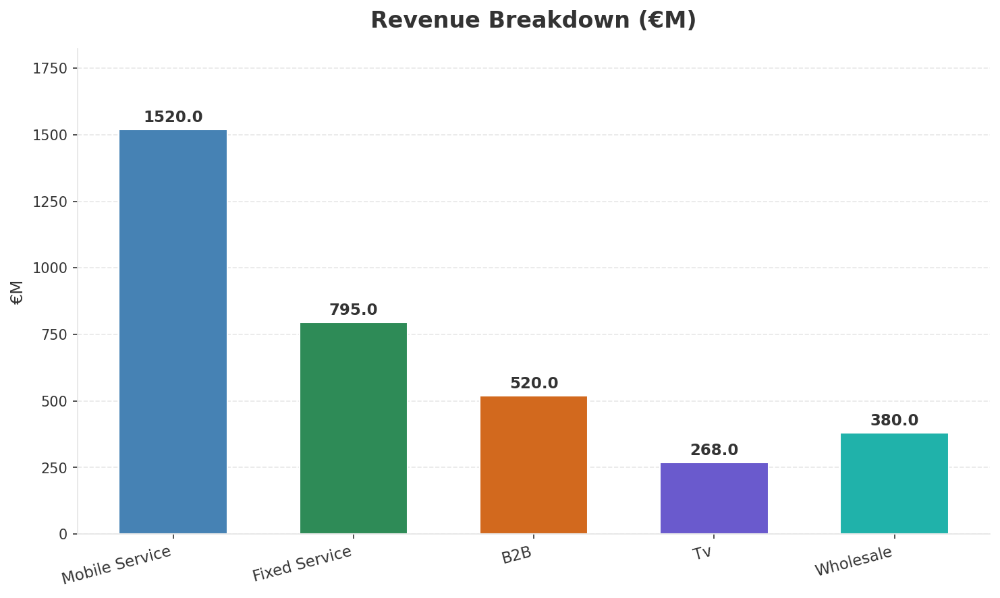 Revenue Breakdown (€M)
€M
1750
1500
1250
1000
750
500
250
0
1520.0
795.0
520.0
268.0
380.0
Mobile Service
Fixed Service
B2B
Tv
Wholesale